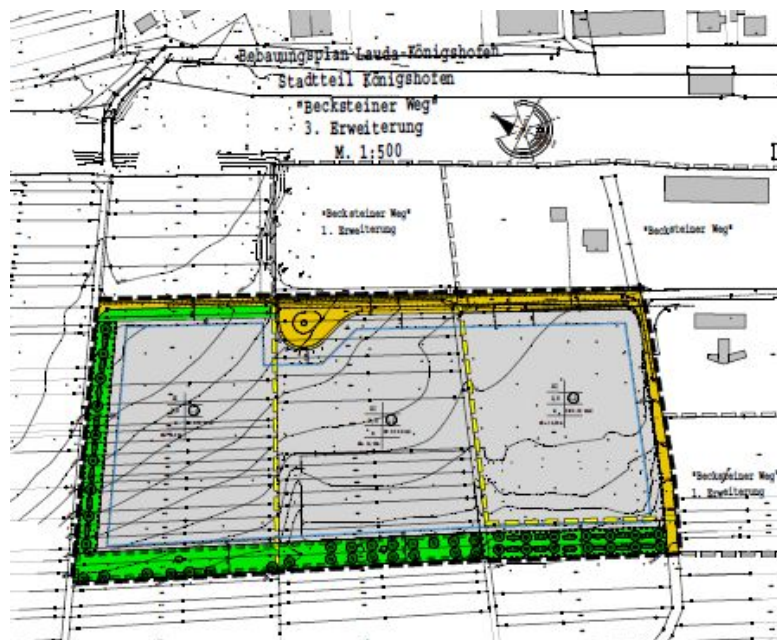 Bebauungsplan Lauda-Königshofen
Stadtteil Königshofen
"Becksteiner Weg"
3. Erweiterung
M. 1:500
"Becksteiner Weg"
1. Erweiterung
"Becksteiner Weg"
"Becksteiner Weg"
1. Erweiterung